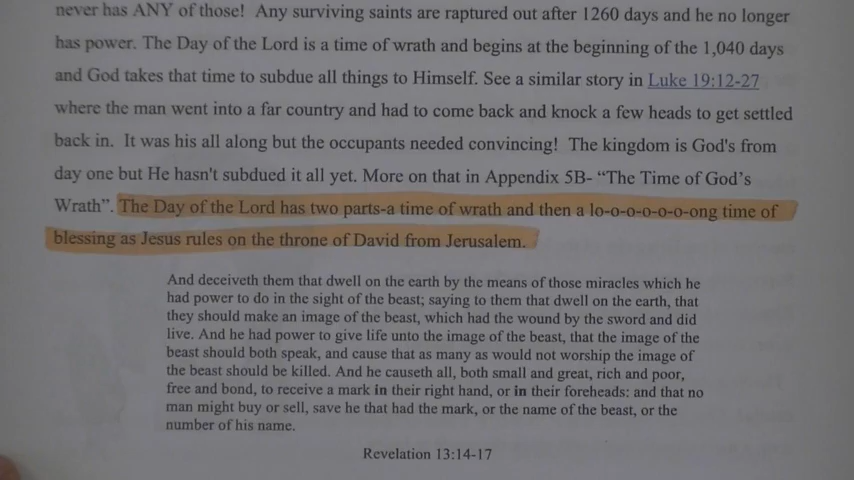 never has ANY of those!  Any surviving saints are raptured out after 1260 days and he no longer
has power. The Day of the Lord is a time of wrath and begins at the beginning of the 1,040 days
and God takes that time to subdue all things to Himself. See a similar story in Luke 19:12-27
where the man went into a far country and had to come back and knock a few heads to get settled
back in.  It was his all along but the occupants needed convincing!  The kingdom is God's from
day one but He hasn't subdued it all yet. More on that in Appendix 5B- “The Time of God’s
Wrath”. The Day of the Lord has two parts-a time of wrath and then a lo-o-o-o-o-o-ong time of
blessing as Jesus rules on the throne of David from Jerusalem.
And deceiveth them that dwell on the earth by the means of those miracles which he
had power to do in the sight of the beast; saying to them that dwell on the earth, that
they should make an image of the beast, which had the wound by the sword and did
live. And he had power to give life unto the image of the beast, that the image of the
beast should both speak, and cause that as many as would not worship the image of
the beast should be killed. And he causeth all, both small and great, rich and poor,
free and bond, to receive a mark in their right hand, or in their foreheads: and that no
man might buy or sell, save he that had the mark, or the name of the beast, or the
number of his name.
Revelation 13:14-17